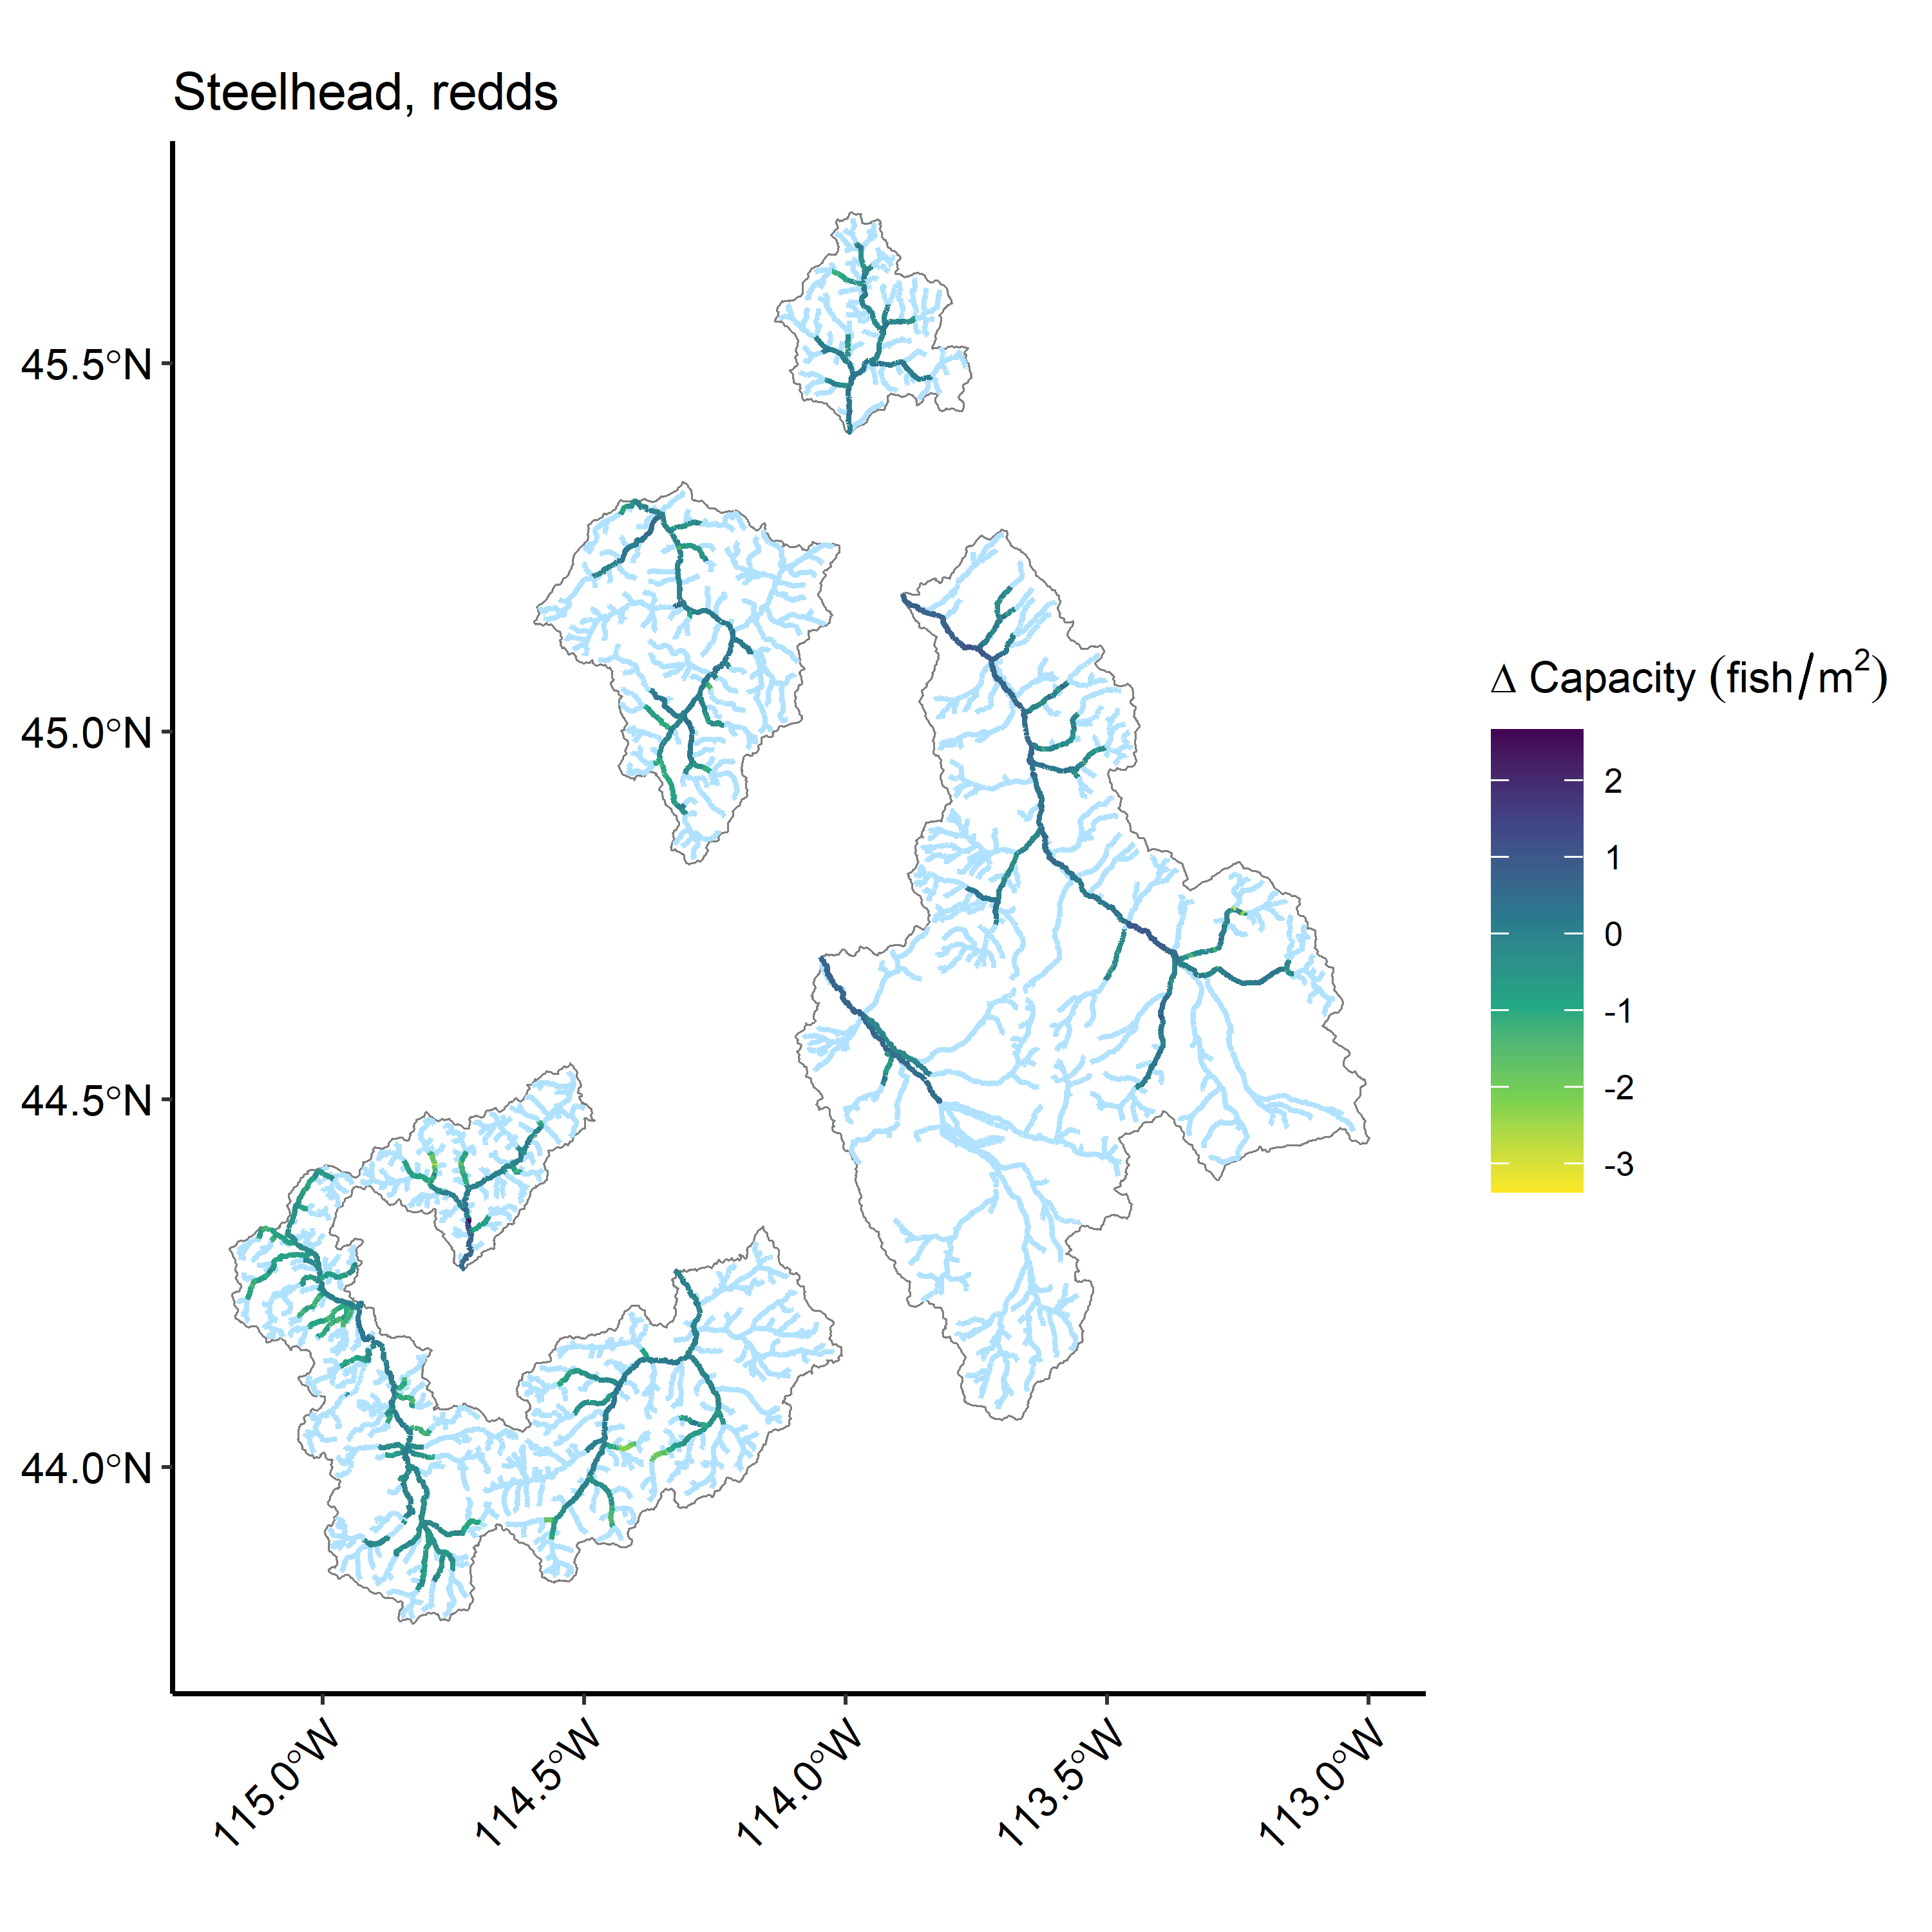 Steelhead, redds
45.5°N
45.0°N
44.5°N
44.0°N
115.0°W
114.5°W
114.0°W
113.5°W
113.0°W
Δ Capacity (fish/m²)
2
1
0
-1
-2
-3